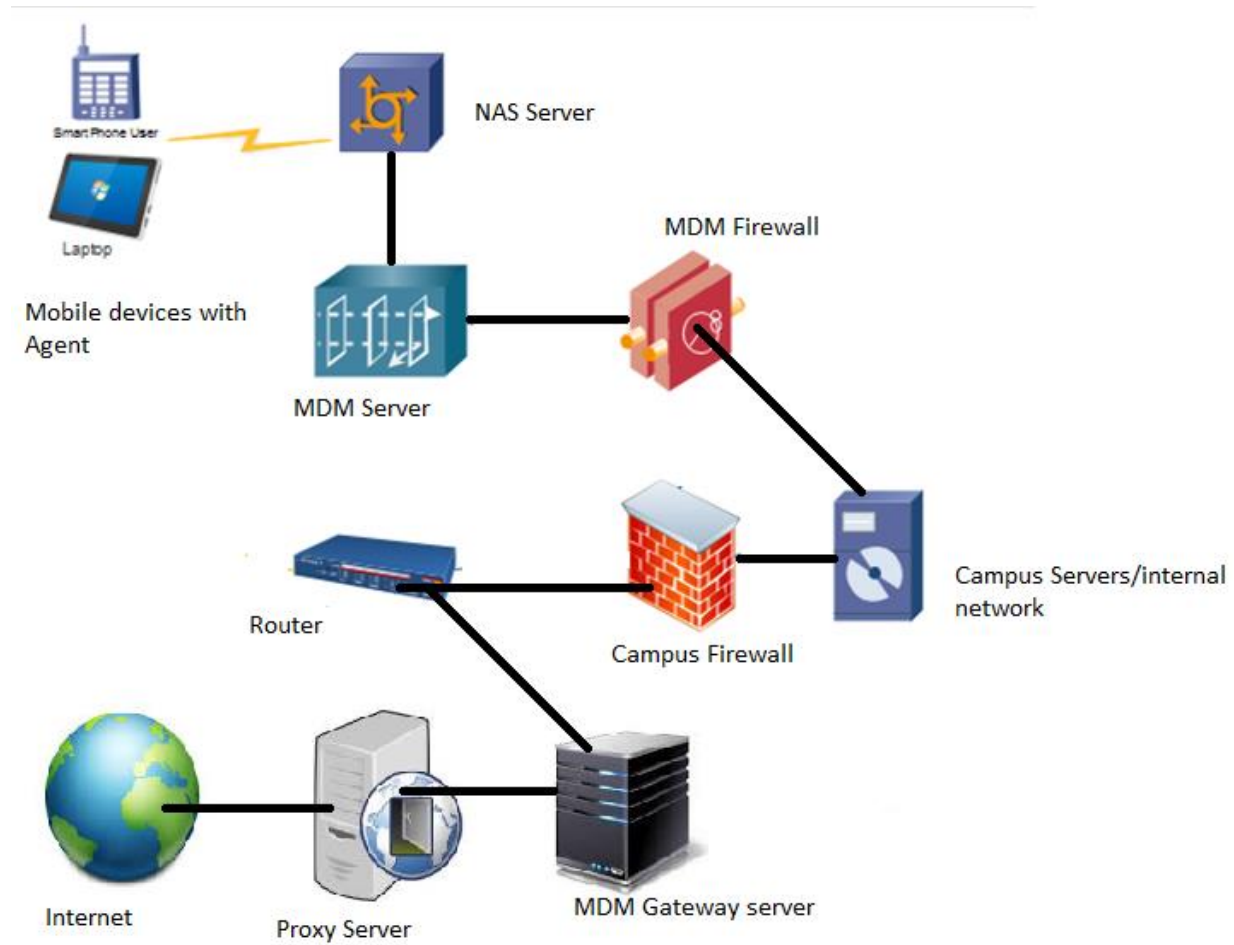 Smart Phone User
Laptop
Mobile devices with
Agent
NAS Server
MDM Firewall
MDM Server
Campus Servers/internal
network
Campus Firewall
Router
Internet
Proxy Server
MDM Gateway server